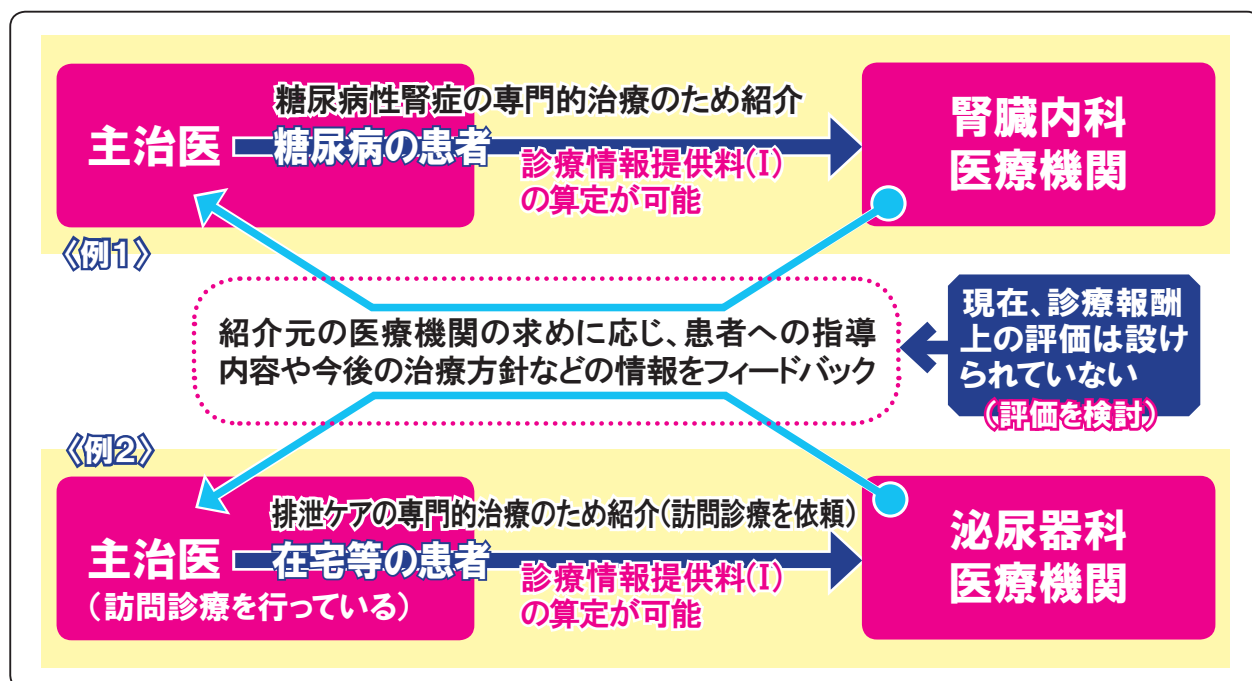 糖尿病性腎症の専門的治療のため紹介
主治医
糖尿病の患者
診療情報提供料(I)
の算定が可能
腎臓内科
医療機関
《例1》
紹介元の医療機関の求めに応じ、患者への指導
内容や今後の治療方針などの情報をフィードバック
現在、診療報酬
上の評価は設け
られていない
(評価を検討)
《例2》
排泄ケアの専門的治療のため紹介(訪問診療を依頼)
主治医
(訪問診療を行っている)
在宅等の患者
診療情報提供料(I)
の算定が可能
泌尿器科
医療機関